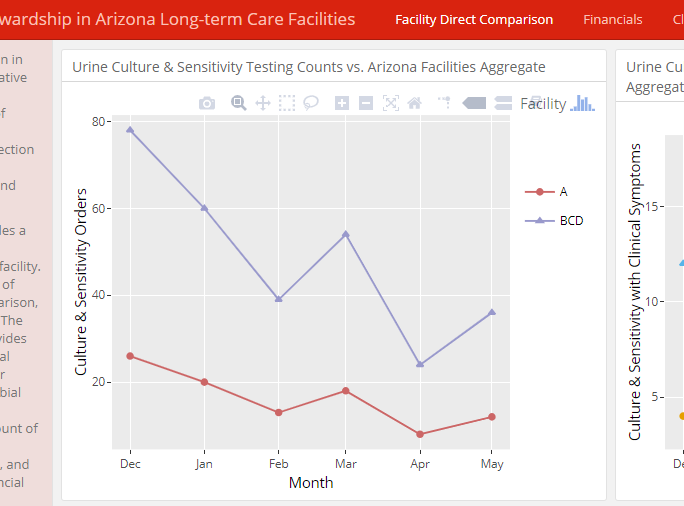 wardship in Arizona Long-term Care Facilities
Facility Direct Comparison
Financials
n in
ative
of
ection
nd
les a
facility.
of
arison,
The
vides
al
r
bial
unt of
, and
ncial
Urine Culture & Sensitivity Testing Counts vs. Arizona Facilities Aggregate
Facility
A
BCD
Culture & Sensitivity Orders
80
60
40
20
Dec Jan Feb Mar Apr May
Month
Urine Cu
Aggregat
Culture & Sensitivity with Clinical Symptoms
15
10
5
De